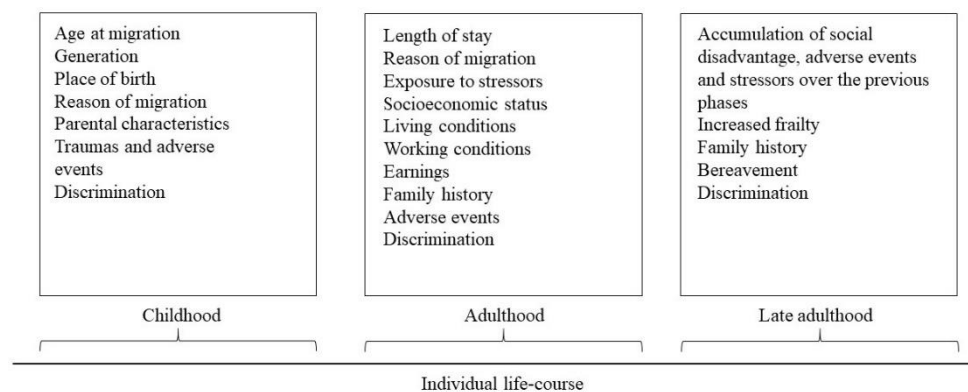 Age at migration
Generation
Place of birth
Reason of migration
Parental characteristics
Traumas and adverse
events
Discrimination
Length of stay
Reason of migration
Exposure to stressors
Socioeconomic status
Living conditions
Working conditions
Earnings
Family history
Adverse events
Discrimination
Accumulation of social
disadvantage, adverse events
and stressors over the previous
phases
Increased frailty
Family history
Bereavement
Discrimination
Childhood
Adulthood
Late adulthood
Individual life-course